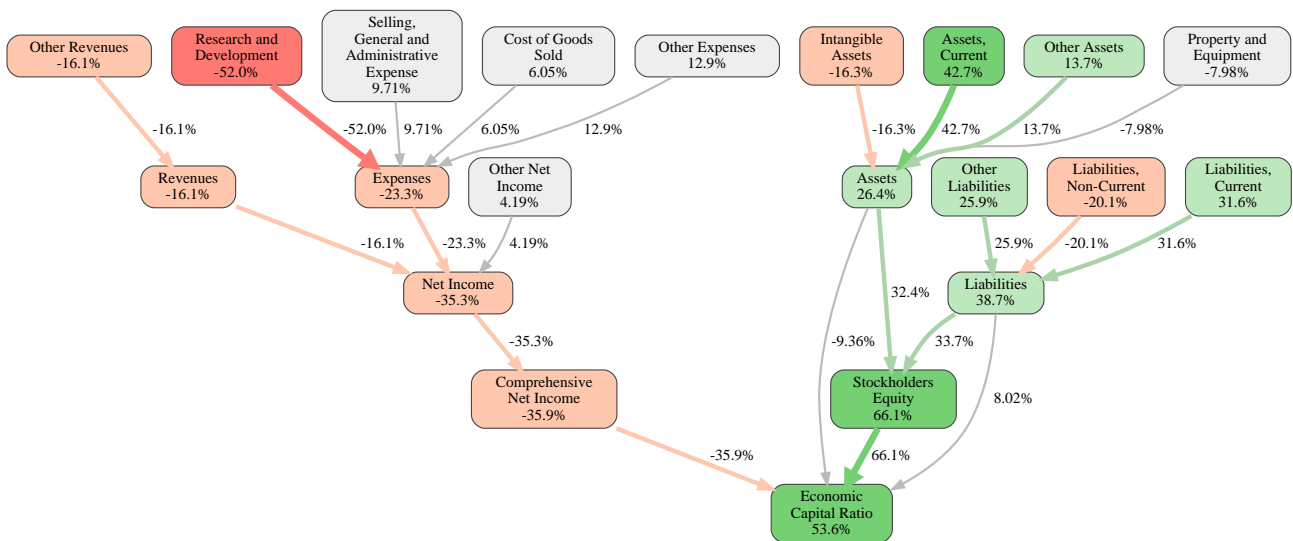 Other Revenues
-16.1%
Research and
Development
-52.0%
Selling,
General and
Administrative
Expense
9.71%
Cost of Goods
Sold
6.05%
Other Expenses
12.9%
Intangible
Assets
-16.3%
Assets,
Current
42.7%
Other Assets
13.7%
Property and
Equipment
-7.98%
-16.1%
-52.0%
9.71%
6.05%
12.9%
-16.3%
42.7%
13.7%
-7.98%
Revenues
-16.1%
Expenses
-23.3%
Other Net
Income
4.19%
Assets
26.4%
Other
Liabilities
25.9%
Liabilities,
Non-Current
-20.1%
Liabilities,
Current
31.6%
-16.1%
-23.3%
4.19%
25.9%
-20.1%
31.6%
Net Income
-35.3%
32.4%
Liabilities
38.7%
-35.3%
-9.36%
33.7%
Comprehensive
Net Income
-35.9%
Stockholders
Equity
66.1%
8.02%
-35.9%
66.1%
Economic
Capital Ratio
53.6%